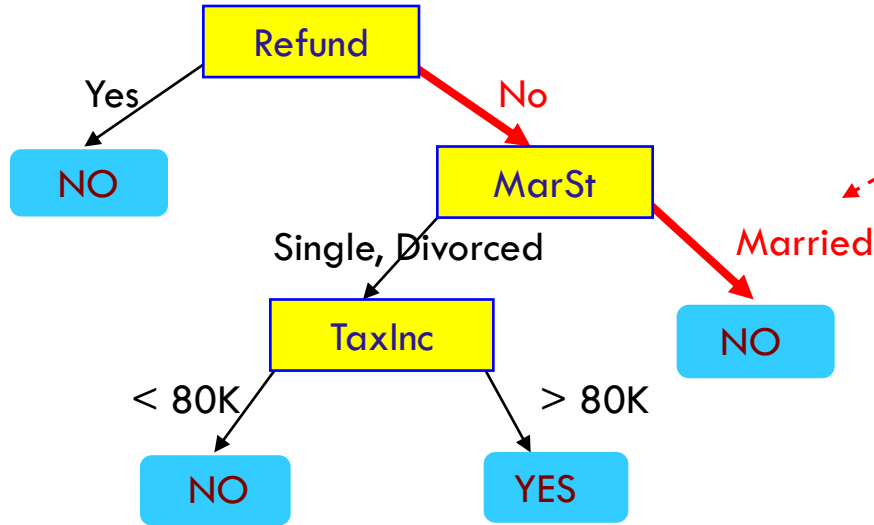 Refund
Yes
No
NO
MarSt
Single, Divorced
Married
TaxInc
NO
< 80K
> 80K
NO
YES